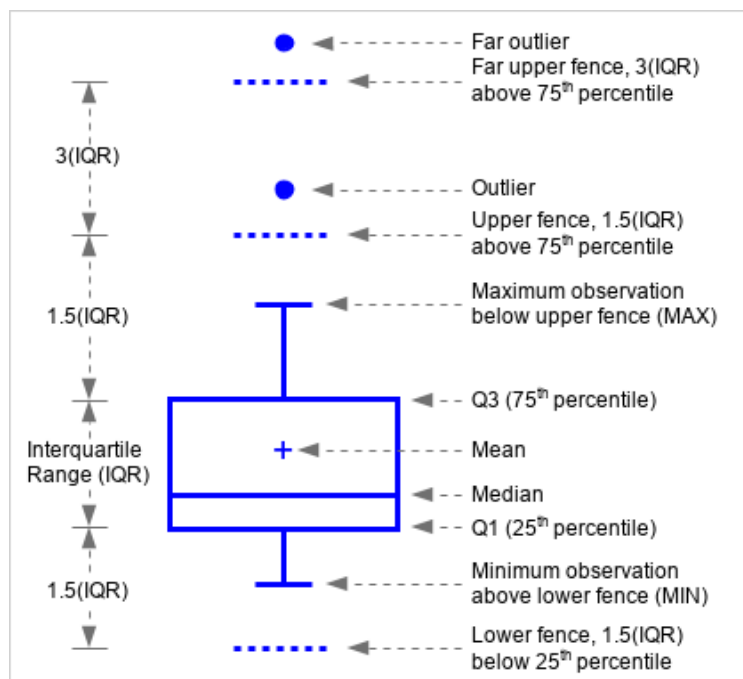 Far outlier
Far upper fence, 3(IQR)
above 75th percentile
3(IQR)
Outlier
Upper fence, 1.5(IQR)
above 75th percentile
Maximum observation
below upper fence (MAX)
1.5(IQR)
Q3 (75th percentile)
Interquartile
Range (IQR)
Mean
Median
Q1 (25th percentile)
Minimum observation
above lower fence (MIN)
1.5(IQR)
Lower fence, 1.5(IQR)
below 25th percentile